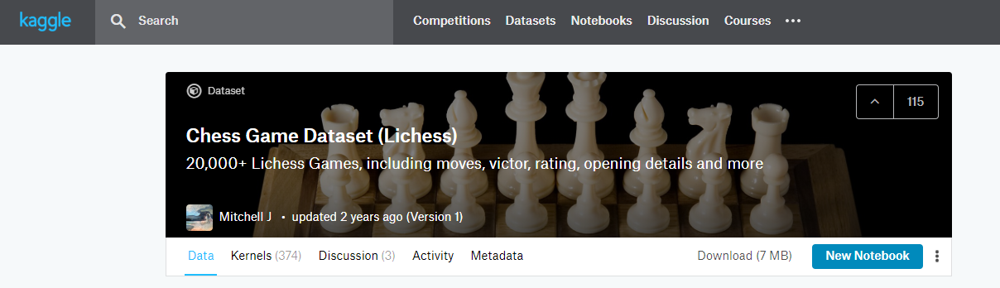 kaggle Search Competitions Datasets Notebooks Discussion Courses
Dataset
115
Chess Game Dataset (Lichess)
20,000+ Lichess Games, including moves, victor, rating, opening details and more
Mitchell J • updated 2 years ago (Version 1)
Data Kernels (374) Discussion (3) Activity Metadata Download (7 MB) New Notebook